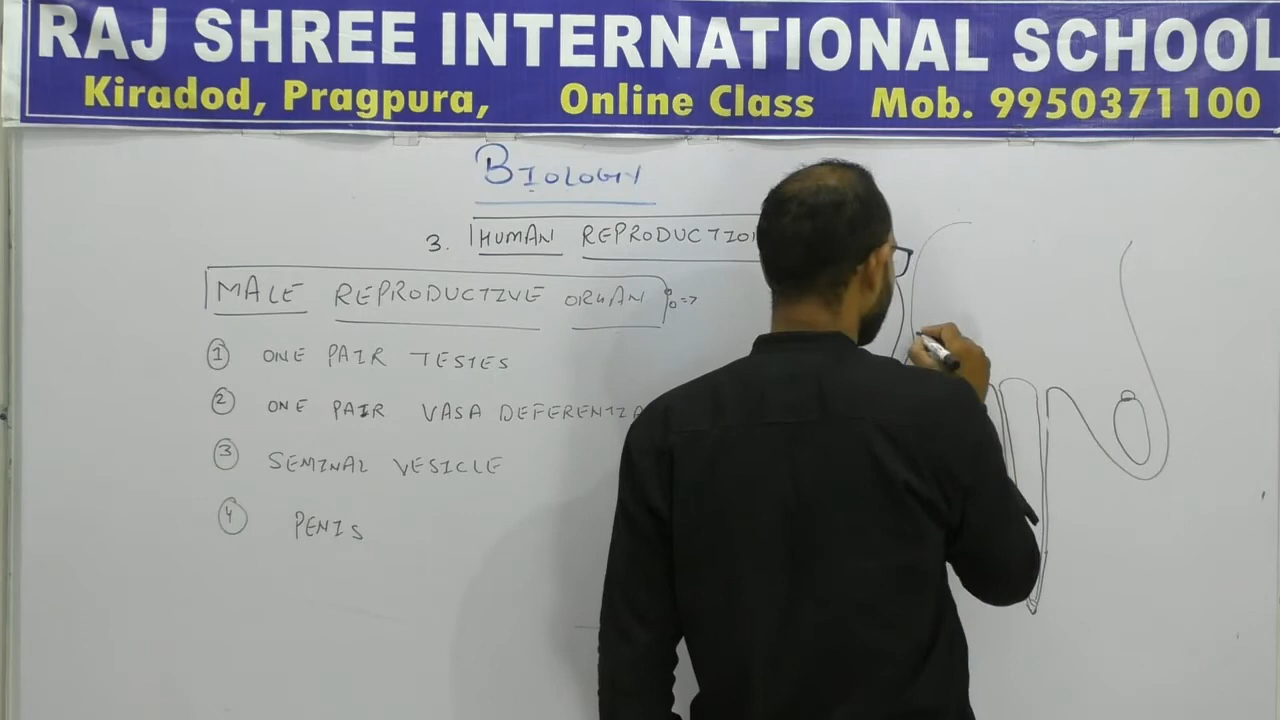 RAJ SHREE INTERNATIONAL SCHOOL
Kiradod, Pragpura, Online Class Mob. 9950371100
BIOLOGY
3. HUMAN REPRODUCTION
MALE REPRODUCTIVE ORGAN
1 ONE PAIR TESTES
2 ONE PAIR VASA DEFERENTIA
3 SEMINAL VESICLE
4 PENIS